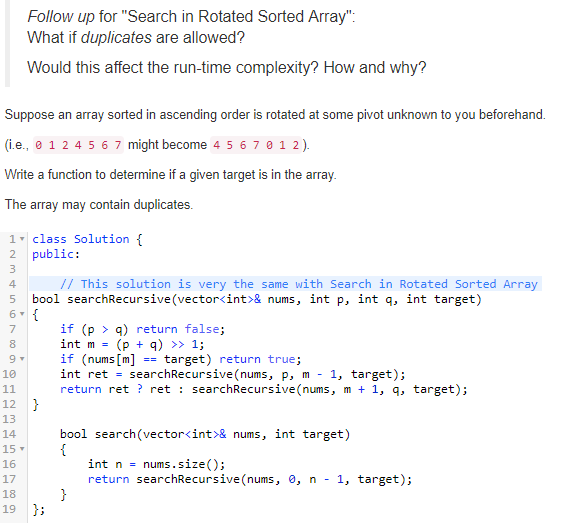 Follow up for "Search in Rotated Sorted Array":
What if duplicates are allowed?
Would this affect the run-time complexity? How and why?
Suppose an array sorted in ascending order is rotated at some pivot unknown to you beforehand.
(i.e., 0 1 2 4 5 6 7 might become 4 5 6 7 0 1 2).
Write a function to determine if a given target is in the array.
The array may contain duplicates.
1 class Solution {
2 public:
3
4     // This solution is very the same with Search in Rotated Sorted Array
5 bool searchRecursive(vector<int>& nums, int p, int q, int target)
6 {
7     if (p > q) return false;
8     int m = (p + q) >> 1;
9     if (nums[m] == target) return true;
10     int ret = searchRecursive(nums, p, m - 1, target);
11     return ret ? ret : searchRecursive(nums, m + 1, q, target);
12 }
13
14     bool search(vector<int>& nums, int target)
15     {
16         int n = nums.size();
17         return searchRecursive(nums, 0, n - 1, target);
18     }
19 };